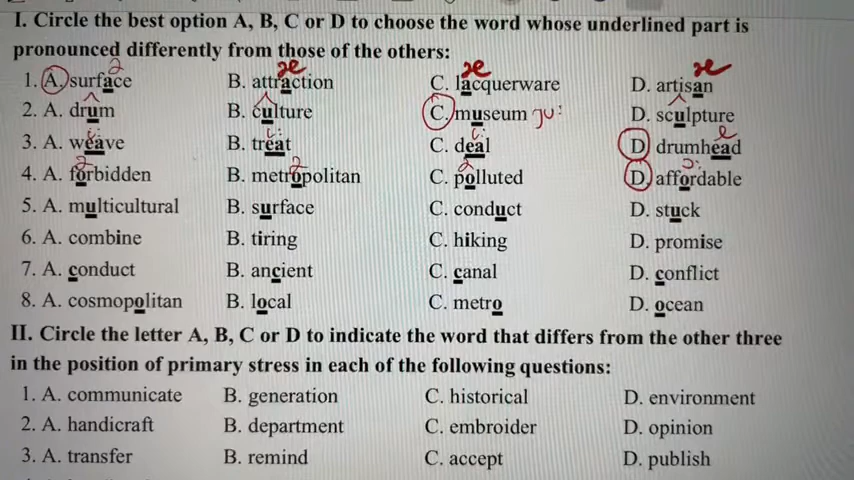 I. Circle the best option A, B, C or D to choose the word whose underlined part is
pronounced differently from those of the others:
ə æ æ æ
1. A. surface B. attraction C. lacquerware D. artisan
ʌ ʌ ʌ
2. A. drum B. culture C. museum ju: D. sculpture
i: i: i: e
3. A. weave B. treat C. deal D drumhead
ə ə ə ɔ:
4. A. forbidden B. metropolitan C. polluted D. affordable
5. A. multicultural B. surface C. conduct D. stuck
6. A. combine B. tiring C. hiking D. promise
7. A. conduct B. ancient C. canal D. conflict
8. A. cosmopolitan B. local C. metro D. ocean
II. Circle the letter A, B, C or D to indicate the word that differs from the other three
in the position of primary stress in each of the following questions:
1. A. communicate B. generation C. historical D. environment
2. A. handicraft B. department C. embroider D. opinion
3. A. transfer B. remind C. accept D. publish